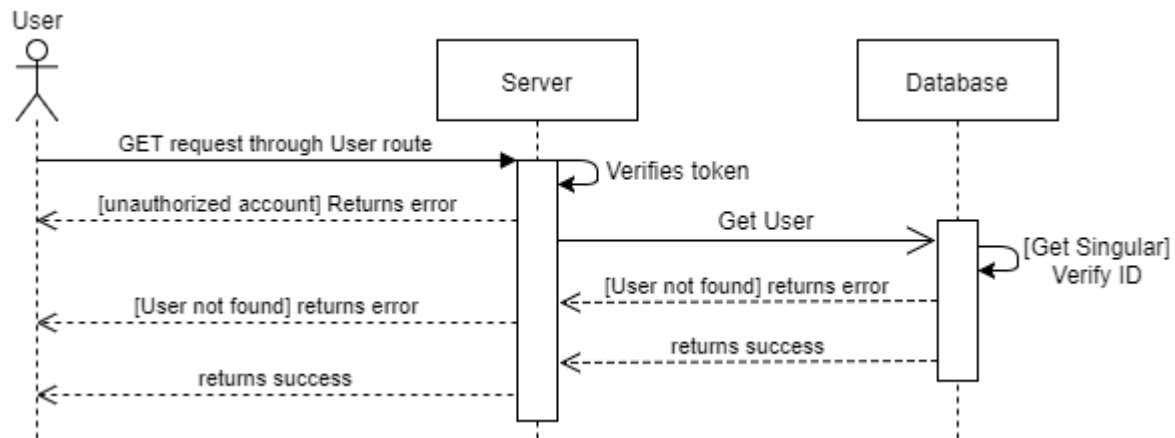 User
Server
Database
GET request through User route
Verifies token
[unauthorized account] Returns error
Get User
[Get Singular]
Verify ID
[User not found] returns error
[User not found] returns error
returns success
returns success